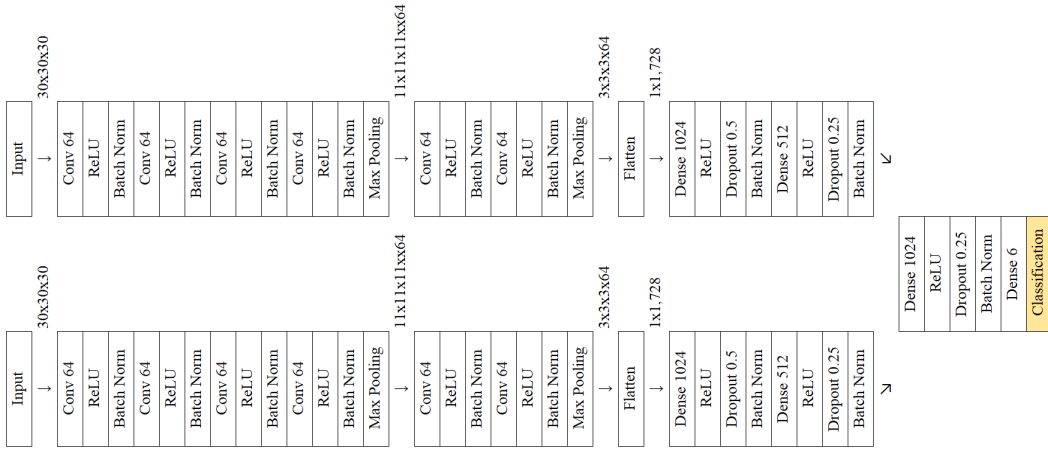 Input
30x30x30
→
Conv 64
ReLU
Batch Norm
Conv 64
ReLU
Batch Norm
Conv 64
ReLU
Batch Norm
Conv 64
ReLU
Batch Norm
Max Pooling
11x11x11xx64
→
Conv 64
ReLU
Batch Norm
Conv 64
ReLU
Batch Norm
Max Pooling
3x3x3x64
→
Flatten
1x1,728
→
Dense 1024
ReLU
Dropout 0.5
Batch Norm
Dense 512
ReLU
Dropout 0.25
Batch Norm
↙
Input
30x30x30
→
Conv 64
ReLU
Batch Norm
Conv 64
ReLU
Batch Norm
Conv 64
ReLU
Batch Norm
Conv 64
ReLU
Batch Norm
Max Pooling
11x11x11xx64
→
Conv 64
ReLU
Batch Norm
Conv 64
ReLU
Batch Norm
Max Pooling
3x3x3x64
→
Flatten
1x1,728
→
Dense 1024
ReLU
Dropout 0.5
Batch Norm
Dense 512
ReLU
Dropout 0.25
Batch Norm
↗
Dense 1024
ReLU
Dropout 0.25
Batch Norm
Dense 6
Classification